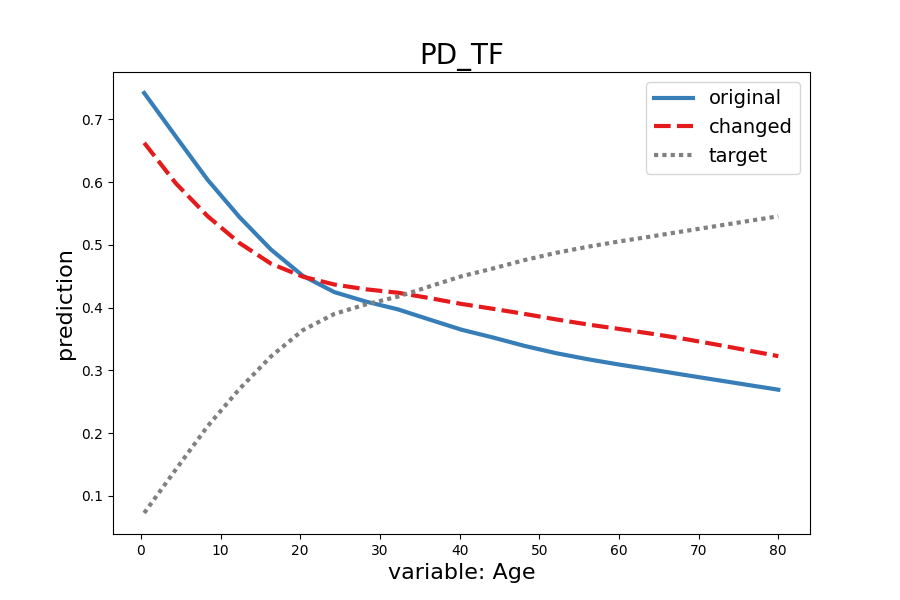 PD_TF
original
changed
target
0.7
0.6
0.5
0.4
0.3
0.2
0.1
prediction
0 10 20 30 40 50 60 70 80
variable: Age